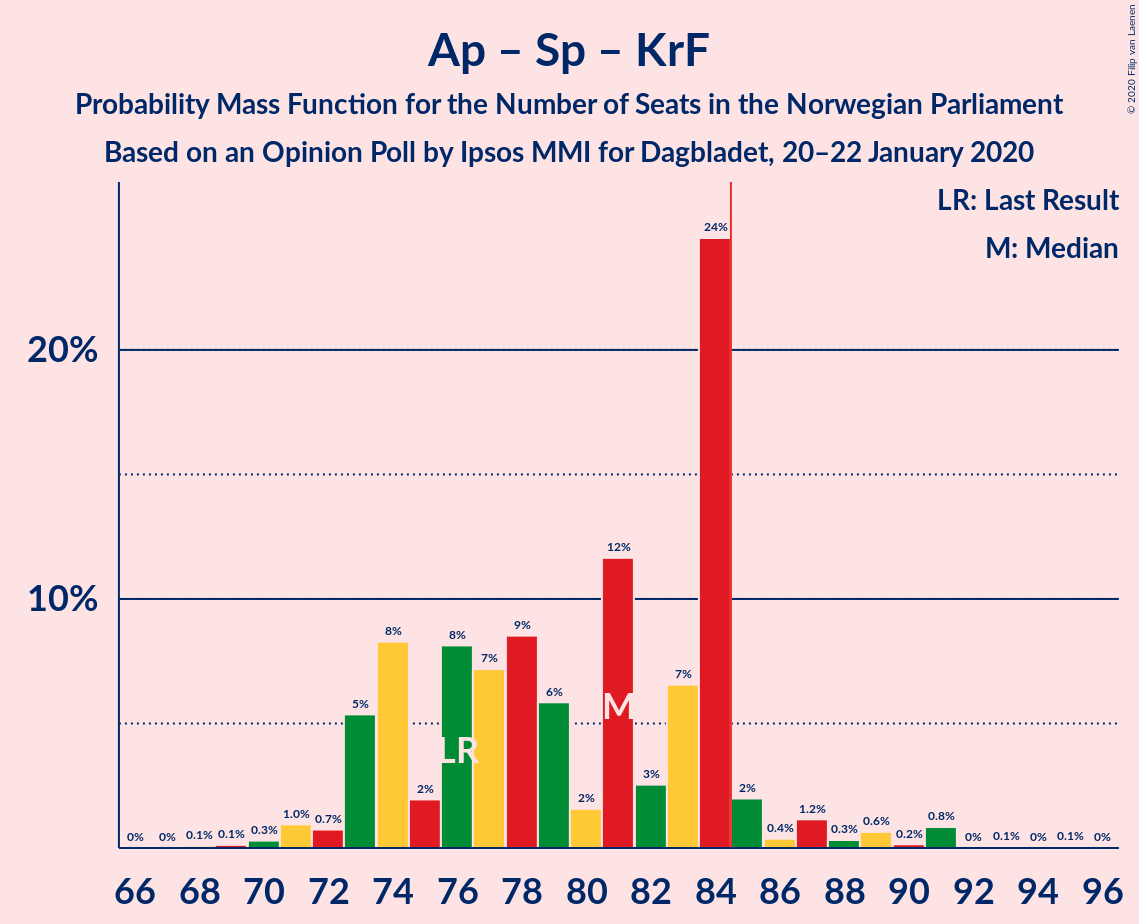 Ap – Sp – KrF
Probability Mass Function for the Number of Seats in the Norwegian Parliament
Based on an Opinion Poll by Ipsos MMI for Dagbladet, 20–22 January 2020
© 2020 Filip van Laenen
LR: Last Result
M: Median
20%
10%
0% 0% 0.1% 0.1% 0.3% 1.0% 0.7% 5% 8% 2% 8% 7% 9% 6% 2% 12% 3% 7% 24% 2% 0.4% 1.2% 0.3% 0.6% 0.2% 0.8% 0% 0.1% 0% 0.1% 0%
LR
M
66 68 70 72 74 76 78 80 82 84 86 88 90 92 94 96